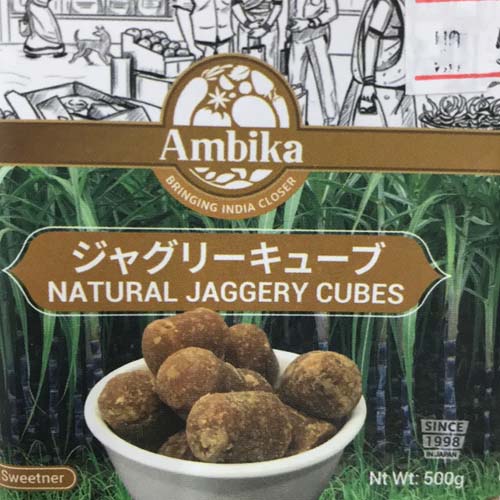 Ambika
BRINGING INDIA CLOSER
ジャグリーキューブ
NATURAL JAGGERY CUBES
SINCE
1998
IN JAPAN
Sweetner
Nt Wt: 500g